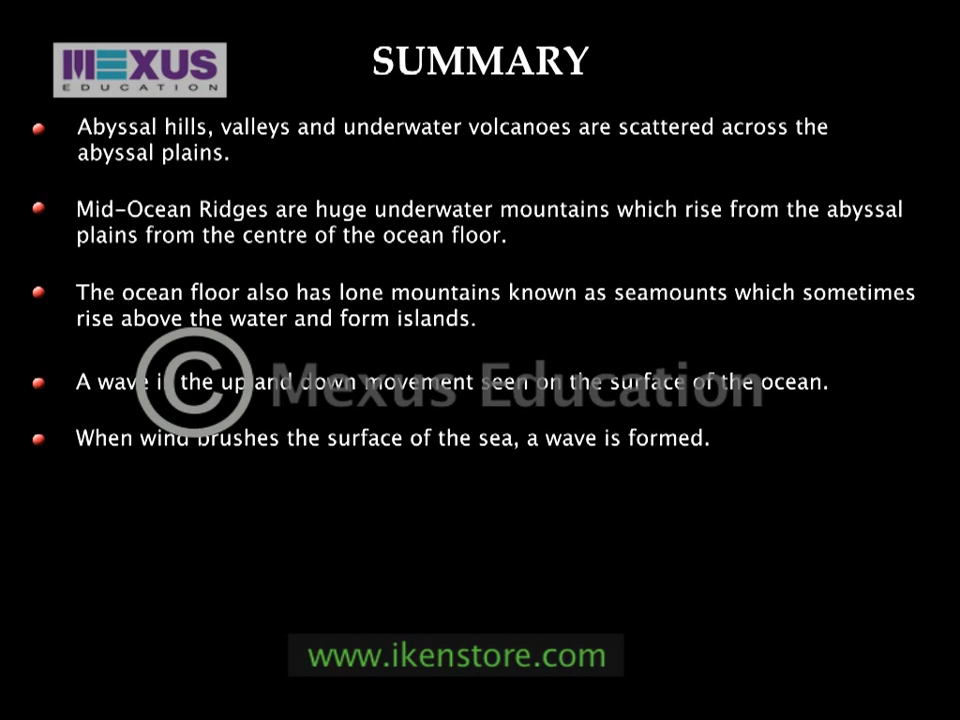 MEXUS
EDUCATION
SUMMARY
Abyssal hills, valleys and underwater volcanoes are scattered across the
abyssal plains.
Mid-Ocean Ridges are huge underwater mountains which rise from the abyssal
plains from the centre of the ocean floor.
The ocean floor also has lone mountains known as seamounts which sometimes
rise above the water and form islands.
A wave is the up and down movement seen on the surface of the ocean.
© Mexus Education
When wind brushes the surface of the sea, a wave is formed.
www.ikenstore.com